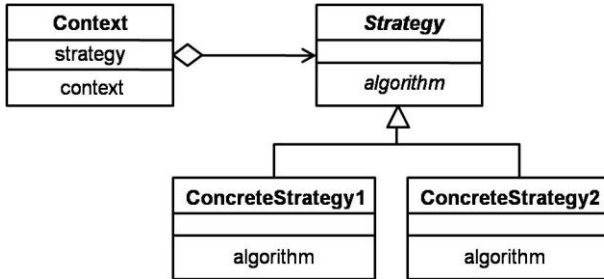 Context
strategy
context
Strategy
algorithm
ConcreteStrategy1
algorithm
ConcreteStrategy2
algorithm